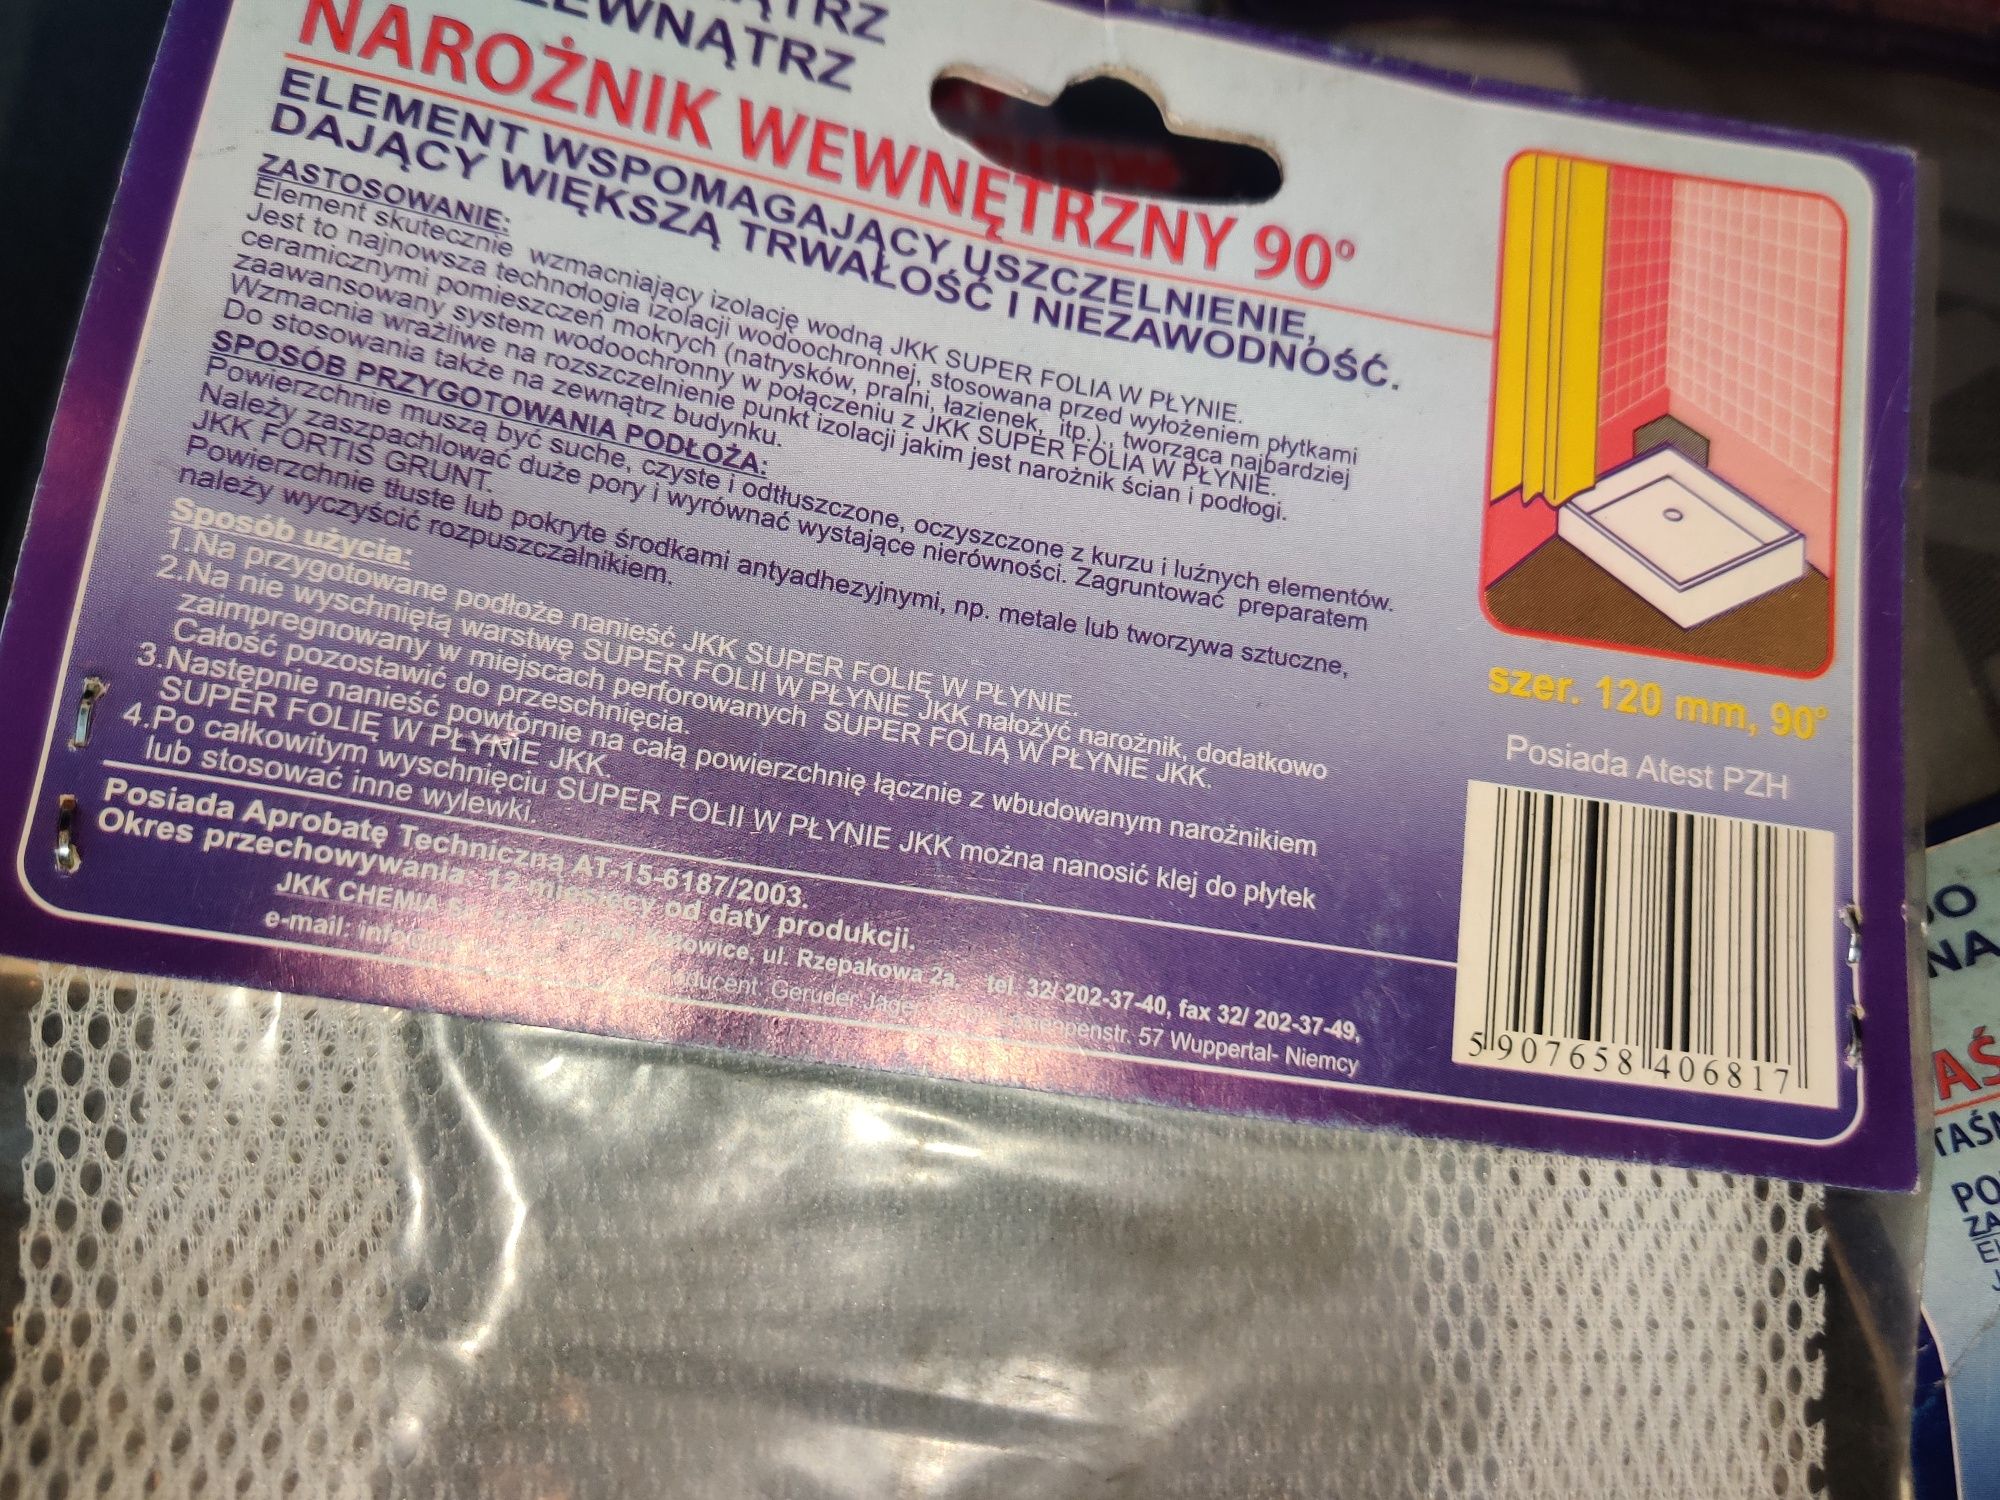 ĄTRZ
ZEWNĄTRZ
NAROŻNIK WEWNĘTRZNY 90°
ELEMENT WSPOMAGAJĄCY USZCZELNIENIE,
DAJĄCY WIĘKSZĄ TRWAŁOŚĆ I NIEZAWODNOŚĆ.
ZASTOSOWANIE:
Element skutecznie wzmacniający izolację wodną JKK SUPER FOLIA W PŁYNIE.
Jest to najnowsza technologia izolacji wodoochronnej, stosowana przed wyłożeniem płytkami
ceramicznymi pomieszczeń mokrych (natrysków, pralni, łazienek, itp.)., tworząca najbardziej
zaawansowany system wodoochronny w połączeniu z JKK SUPER FOLIA W PŁYNIE.
Wzmacnia wrażliwe na rozszczelnienie punkt izolacji jakim jest narożnik ścian i podłogi.
Do stosowania także na zewnątrz budynku.
SPOSÓB PRZYGOTOWANIA PODŁOŻA:
Powierzchnie muszą być suche, czyste i odtłuszczone, oczyszczone z kurzu i luźnych elementów.
Należy zaszpachlować duże pory i wyrównać wystające nierówności. Zagruntować preparatem
JKK FORTIS GRUNT.
Powierzchnie tłuste lub pokryte środkami antyadhezyjnymi, np. metale lub tworzywa sztuczne,
należy wyczyścić rozpuszczalnikiem.
Sposób użycia:
1.Na przygotowane podłoże nanieść JKK SUPER FOLIĘ W PŁYNIE.
2.Na nie wyschniętą warstwę SUPER FOLII W PŁYNIE JKK nałożyć narożnik, dodatkowo
zaimpregnowany w miejscach perforowanych SUPER FOLIĄ W PŁYNIE JKK.
Całość pozostawić do przeschnięcia.
3.Następnie nanieść powtórnie na całą powierzchnię łącznie z wbudowanym narożnikiem
SUPER FOLIĘ W PŁYNIE JKK.
4.Po całkowitym wyschnięciu SUPER FOLII W PŁYNIE JKK można nanosić klej do płytek
lub stosować inne wylewki.
Posiada Aprobatę Techniczną AT-15-6187/2003.
Okres przechowywania: 12 miesięcy od daty produkcji.
JKK CHEMIA Katowice, ul. Rzepakowa 2a, tel. 32/ 202-37-40, fax 32/ 202-37-49,
e-mail:
Geruder Jäger 57 Wuppertal- Niemcy
szer. 120 mm, 90°
Posiada Atest PZH
5 907658 406817